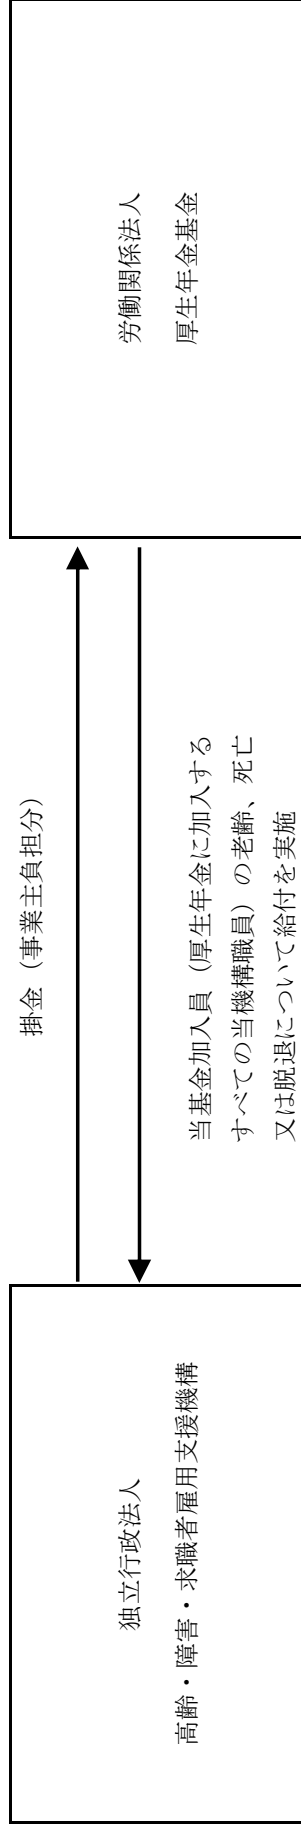 独立行政法人
高齢・障害・求職者雇用支援機構
掛金（事業主負担分）
当基金加入員（厚生年金に加入する
すべての当機構職員）の老齢、死亡
又は脱退について給付を実施
労働関係法人
厚生年金基金